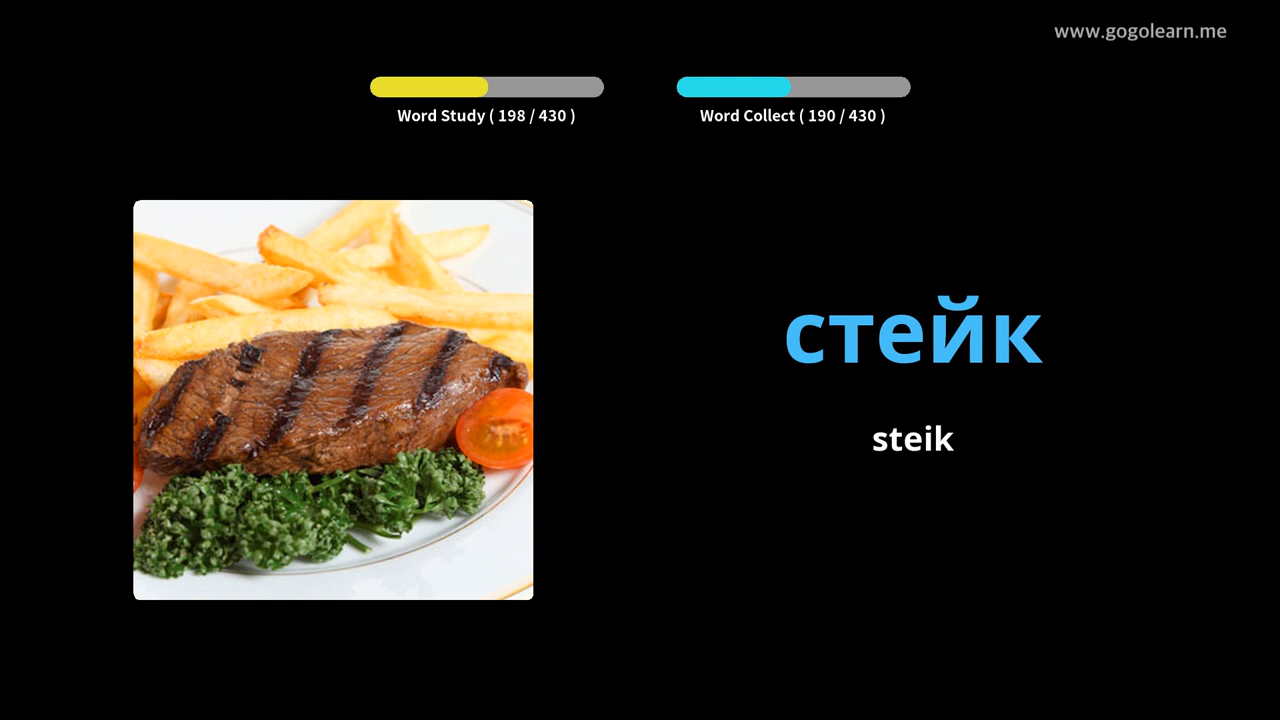 www.gogolearn.me
Word Study ( 198 / 430 )
Word Collect ( 190 / 430 )
стейк
steik